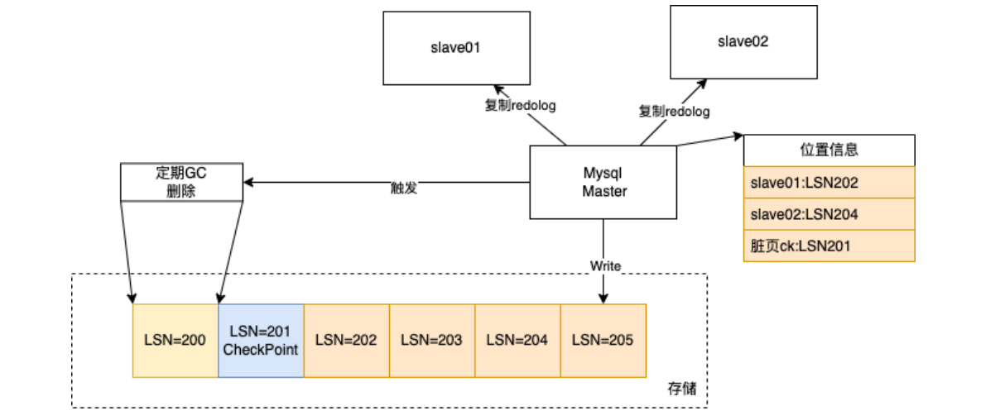 slave01
slave02
复制redolog
复制redolog
位置信息
slave01:LSN202
slave02:LSN204
脏页ck:LSN201
Mysql
Master
定期GC
删除
触发
Write
LSN=200
LSN=201
CheckPoint
LSN=202
LSN=203
LSN=204
LSN=205
存储